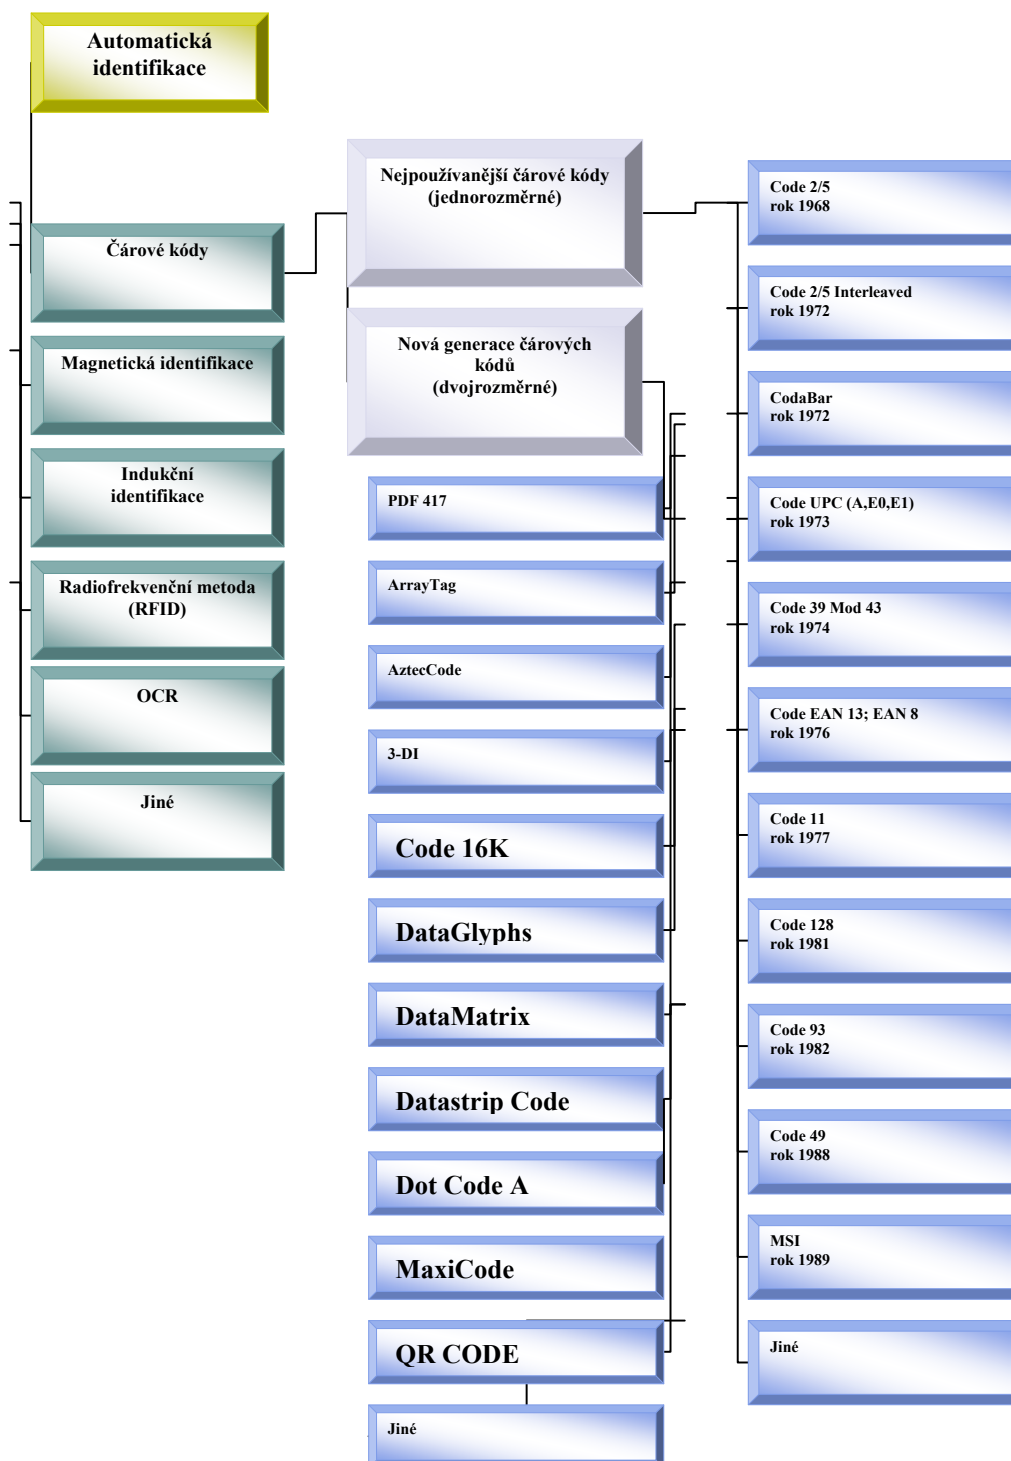 Automatická
identifikace
Čárové kódy
Magnetická identifikace
Indukční
identifikace
Radiofrekvenční metoda
(RFID)
OCR
Jiné
Nejpoužívanější čárové kódy
(jednorozměrné)
Nová generace čárových
kódů
(dvojrozměrné)
PDF 417
ArrayTag
AztecCode
3-DI
Code 16K
DataGlyphs
DataMatrix
Datastrip Code
Dot Code A
MaxiCode
QR CODE
Jiné
Code 2/5
rok 1968
Code 2/5 Interleaved
rok 1972
CodaBar
rok 1972
Code UPC (A,E0,E1)
rok 1973
Code 39 Mod 43
rok 1974
Code EAN 13; EAN 8
rok 1976
Code 11
rok 1977
Code 128
rok 1981
Code 93
rok 1982
Code 49
rok 1988
MSI
rok 1989
Jiné